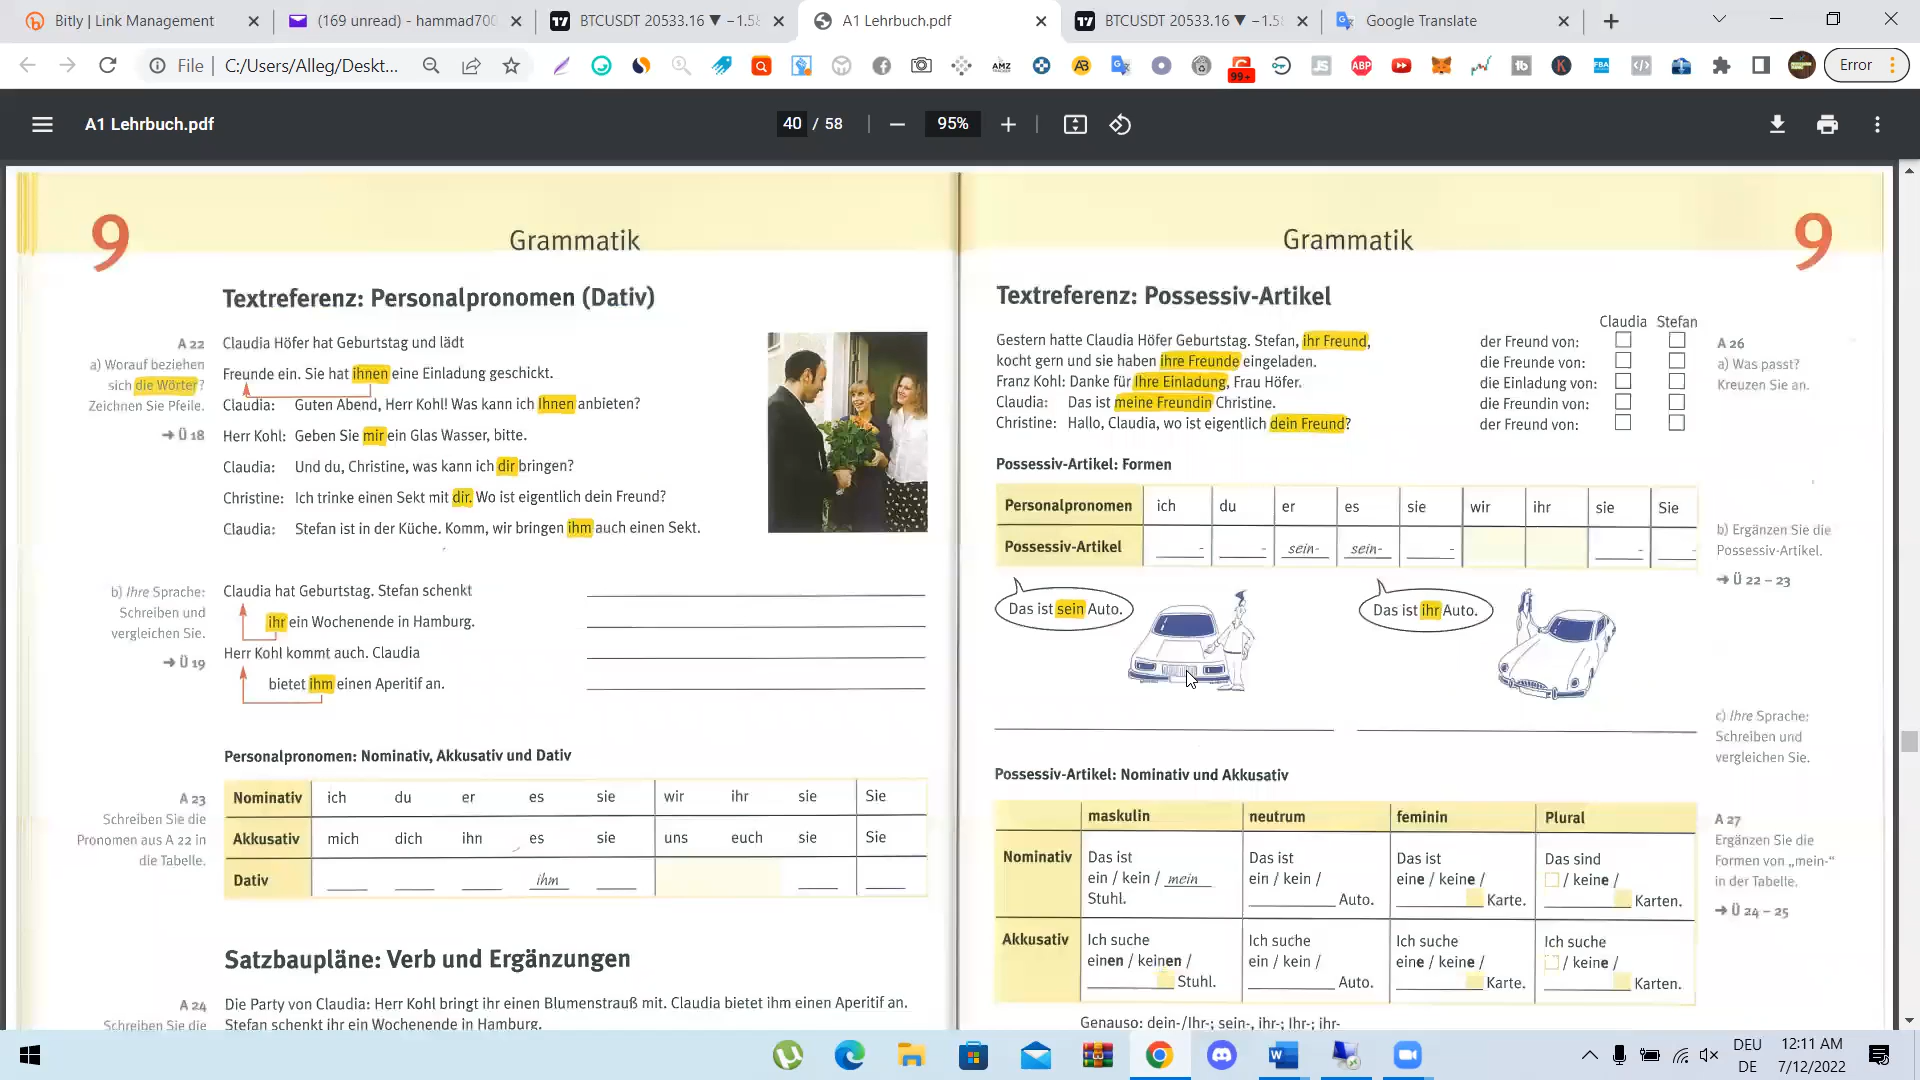 Bitly | Link Management
(169 unread) - hammad700
BTCUSDT 20533.16 ▼ −1.58
A1 Lehrbuch.pdf
BTCUSDT 20533.16 ▼ −1.58
Google Translate
File | C:/Users/Alleg/Deskt...
Error
A1 Lehrbuch.pdf
40 / 58
95%
9
Grammatik
Textreferenz: Personalpronomen (Dativ)
A 22
a) Worauf beziehen
sich die Wörter?
Zeichnen Sie Pfeile.
→ Ü 18
Claudia Höfer hat Geburtstag und lädt
Freunde ein. Sie hat ihnen eine Einladung geschickt.
Claudia: Guten Abend, Herr Kohl! Was kann ich Ihnen anbieten?
Herr Kohl: Geben Sie mir ein Glas Wasser, bitte.
Claudia: Und du, Christine, was kann ich dir bringen?
Christine: Ich trinke einen Sekt mit dir. Wo ist eigentlich dein Freund?
Claudia: Stefan ist in der Küche. Komm, wir bringen ihm auch einen Sekt.
b) Ihre Sprache:
Schreiben und
vergleichen Sie.
→ Ü 19
Claudia hat Geburtstag. Stefan schenkt
ihr ein Wochenende in Hamburg.
Herr Kohl kommt auch. Claudia
bietet ihm einen Aperitif an.
Personalpronomen: Nominativ, Akkusativ und Dativ
A 23
Schreiben Sie die
Pronomen aus A 22 in
die Tabelle.
Nominativ ich du er es sie wir ihr sie Sie
Akkusativ mich dich ihn es sie uns euch sie Sie
Dativ ihm
Satzbaupläne: Verb und Ergänzungen
A 24
Schreiben Sie die
Die Party von Claudia: Herr Kohl bringt ihr einen Blumenstrauß mit. Claudia bietet ihm einen Aperitif an.
Stefan schenkt ihr ein Wochenende in Hamburg.
Grammatik
9
Textreferenz: Possessiv-Artikel
Gestern hatte Claudia Höfer Geburtstag. Stefan, ihr Freund,
kocht gern und sie haben ihre Freunde eingeladen.
Franz Kohl: Danke für Ihre Einladung, Frau Höfer.
Claudia: Das ist meine Freundin Christine.
Christine: Hallo, Claudia, wo ist eigentlich dein Freund?
Claudia Stefan
der Freund von:
die Freunde von:
die Einladung von:
die Freundin von:
der Freund von:
A 26
a) Was passt?
Kreuzen Sie an.
Possessiv-Artikel: Formen
Personalpronomen ich du er es sie wir ihr sie Sie
Possessiv-Artikel - - sein- sein- - - -
b) Ergänzen Sie die
Possessiv-Artikel.
→ Ü 22 – 23
Das ist sein Auto.
Das ist ihr Auto.
c) Ihre Sprache:
Schreiben und
vergleichen Sie.
Possessiv-Artikel: Nominativ und Akkusativ
maskulin neutrum feminin Plural
Nominativ
Das ist
ein / kein / mein
Stuhl.
Das ist
ein / kein /
Auto.
Das ist
eine / keine /
Karte.
Das sind
/ keine /
Karten.
Akkusativ
Ich suche
einen / keinen /
Stuhl.
Ich suche
ein / kein /
Auto.
Ich suche
eine / keine /
Karte.
Ich suche
/ keine /
Karten.
A 27
Ergänzen Sie die
Formen von „mein-“
in der Tabelle.
→ Ü 24 – 25
Genauso: dein-/Ihr-; sein-, ihr-; Ihr-; ihr-
DEU
DE
12:11 AM
7/12/2022